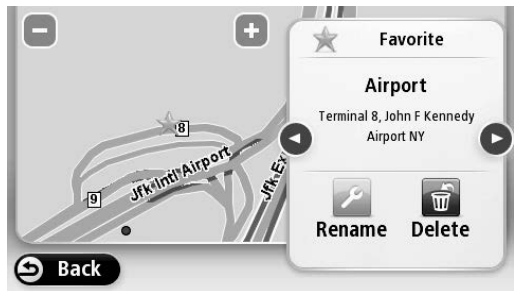 −
+
Favorite
Airport
Terminal 8, John F Kennedy
Airport NY
8
Jfk Intl Airport
Jfk Ex
9
Rename
Delete
Back